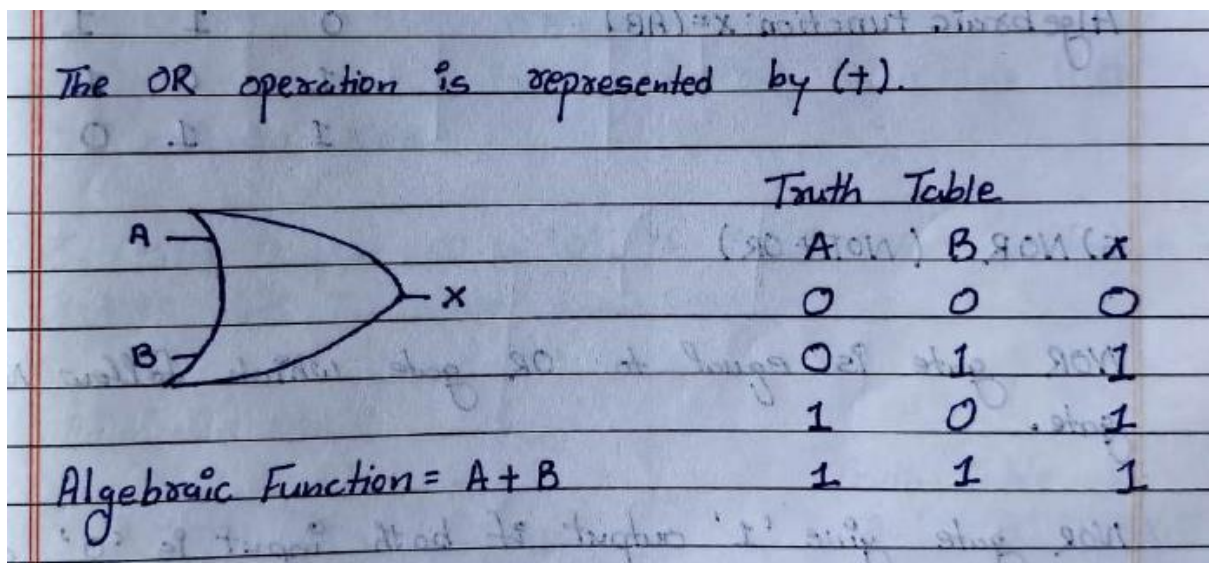 The OR operation is represented by (+).
Truth Table
A B X
A
B
X
0 0 0
0 1 1
1 0 1
1 1 1
Algebraic Function = A + B